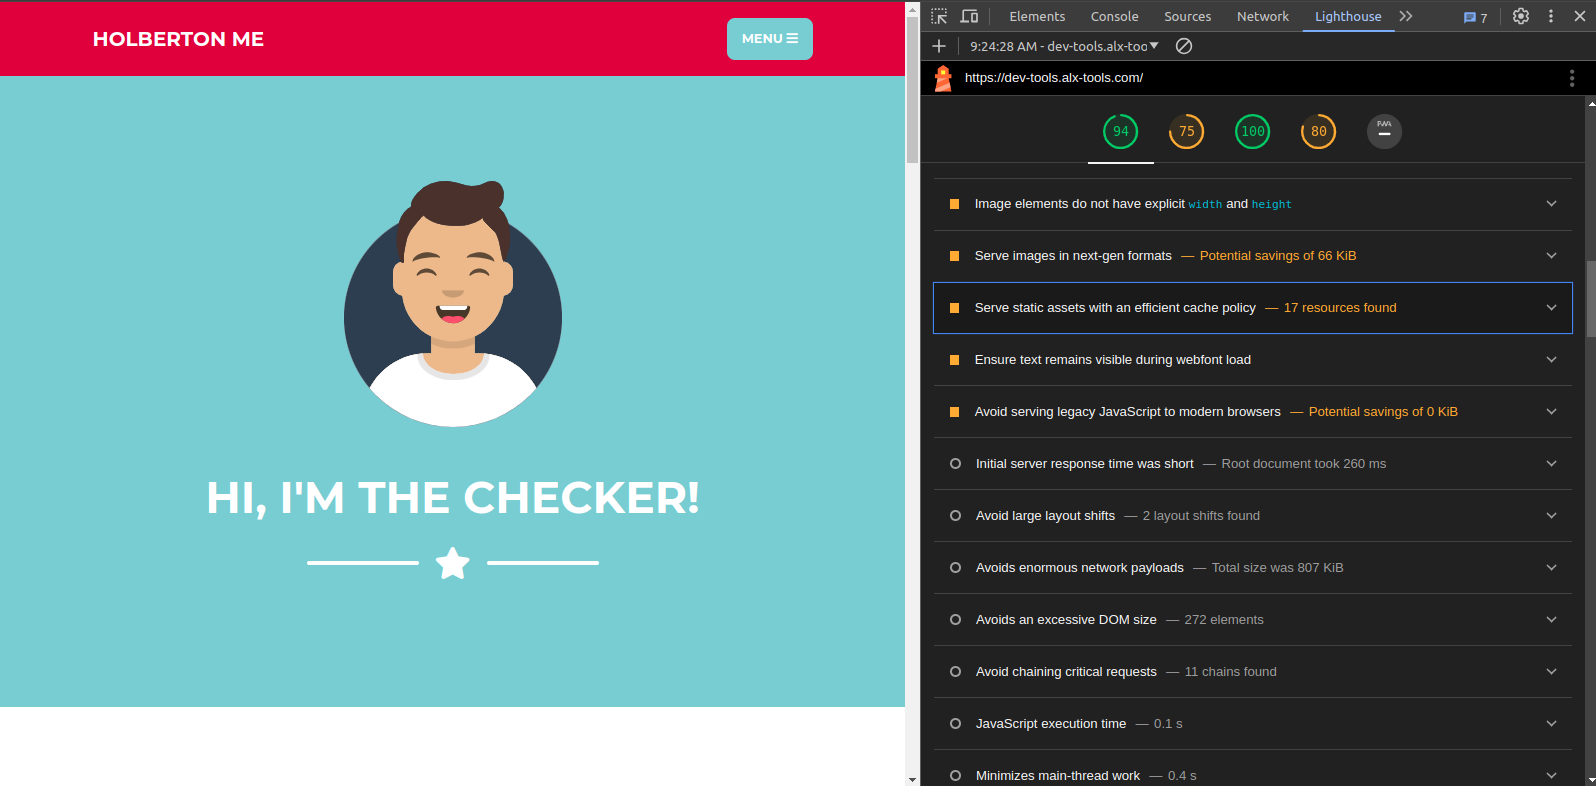 HOLBERTON ME
MENU
HI, I'M THE CHECKER!
Elements Console Sources Network Lighthouse 7
9:24:28 AM - dev-tools.alx-too
https://dev-tools.alx-tools.com/
94 75 100 80 PWA
Image elements do not have explicit width and height
Serve images in next-gen formats — Potential savings of 66 KiB
Serve static assets with an efficient cache policy — 17 resources found
Ensure text remains visible during webfont load
Avoid serving legacy JavaScript to modern browsers — Potential savings of 0 KiB
Initial server response time was short — Root document took 260 ms
Avoid large layout shifts — 2 layout shifts found
Avoids enormous network payloads — Total size was 807 KiB
Avoids an excessive DOM size — 272 elements
Avoid chaining critical requests — 11 chains found
JavaScript execution time — 0.1 s
Minimizes main-thread work — 0.4 s